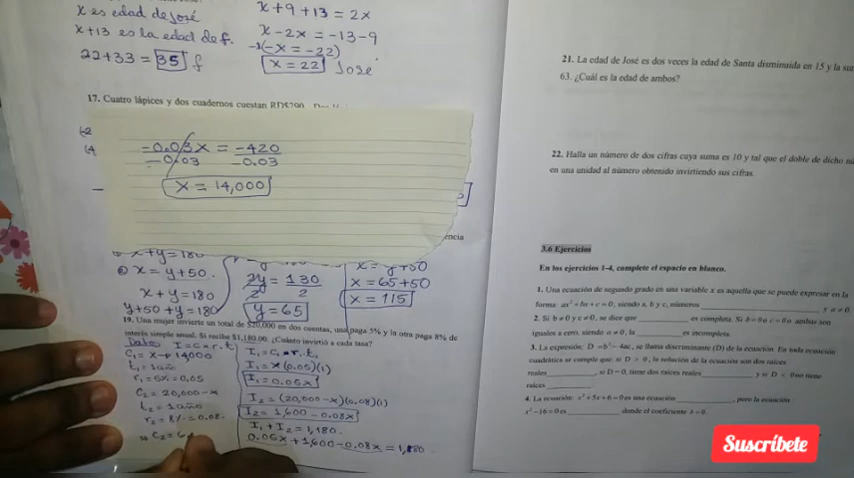 x es edad de José
x+13 es la edad de f.
22+33 = 35 f
x+9+13 = 2x
x-2x = -13-9
-1(-x = -22)
x = 22 José
17. Cuatro lápices y dos cuadernos cuestan
-0.03x = -420
-0.03 -0.03
x = 14,000
encia
x+y=180
x = y+50
x+y=180
y+50+y=180
2y = 130
2 2
y = 65
x = y+50
x = 65+50
x = 115
19. Una mujer invierte un total de $20,000 en dos cuentas, una paga 5% y la otra paga 8% de
interés simple anual. Si recibe $1,180.00. ¿Cuánto invirtió a cada tasa?
Datos I = C × r . t
C₁ = x → 14000
t₁ = 1año
r₁ = 5% = 0.05
C₂ = 20,000-x
t₂ = 1año
r₂ = 8% = 0.08.
I₁ = C₁ × r₁ . t₁
I₁ = x (0.05)(1)
I₁ = 0.05x
I₂ = (20,000-x)(0.08)(1)
I₂ = 1,600 - 0.08x
I₁ + I₂ = 1,180.
0.05x + 1,600 - 0.08x = 1,180
21. La edad de José es dos veces la edad de Santa disminuida en 15 y la
63. ¿Cuál es la edad de ambos?
22. Halla un número de dos cifras cuya suma es 10 y tal que el doble de dicho
en una unidad al número obtenido invirtiendo sus cifras.
3.6 Ejercicios
En los ejercicios 1-4, complete el espacio en blanco.
1. Una ecuación de segundo grado en una variable x es aquella que se puede expresar en la
forma: ax²+bx+c=0, siendo a, b y c, números y a≠0.
2. Si b≠0 y c≠0, se dice que es completa. Si b=0 o c=0 o ambas son
iguales a cero, siendo a≠0, la es incompleta.
3. La expresión: D=b²-4ac, se llama discriminante (D) de la ecuación. En toda ecuación
cuadrática se cumple que: si D>0, la solución de la ecuación son dos raíces
reales , si D=0, tiene dos raíces reales y si D<0 no tiene
raíces
4. La ecuación: x²+5x+6=0 es una ecuación , pero la ecuación
x²-16=0 es donde el coeficiente b=0.
Suscríbete